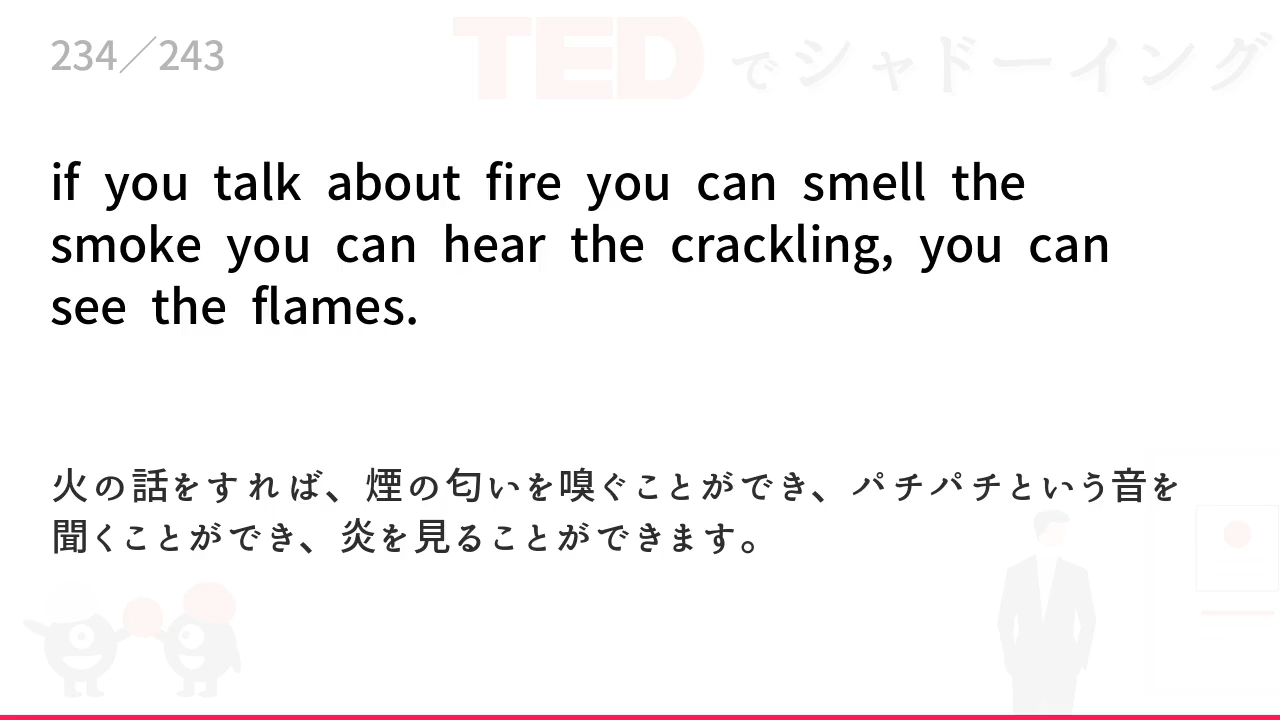 234／243
TEDでシャドーイング
if you talk about fire you can smell the
smoke you can hear the crackling, you can
see the flames.
火の話をすれば、煙の匂いを嗅ぐことができ、パチパチという音を
聞くことができ、炎を見ることができます。